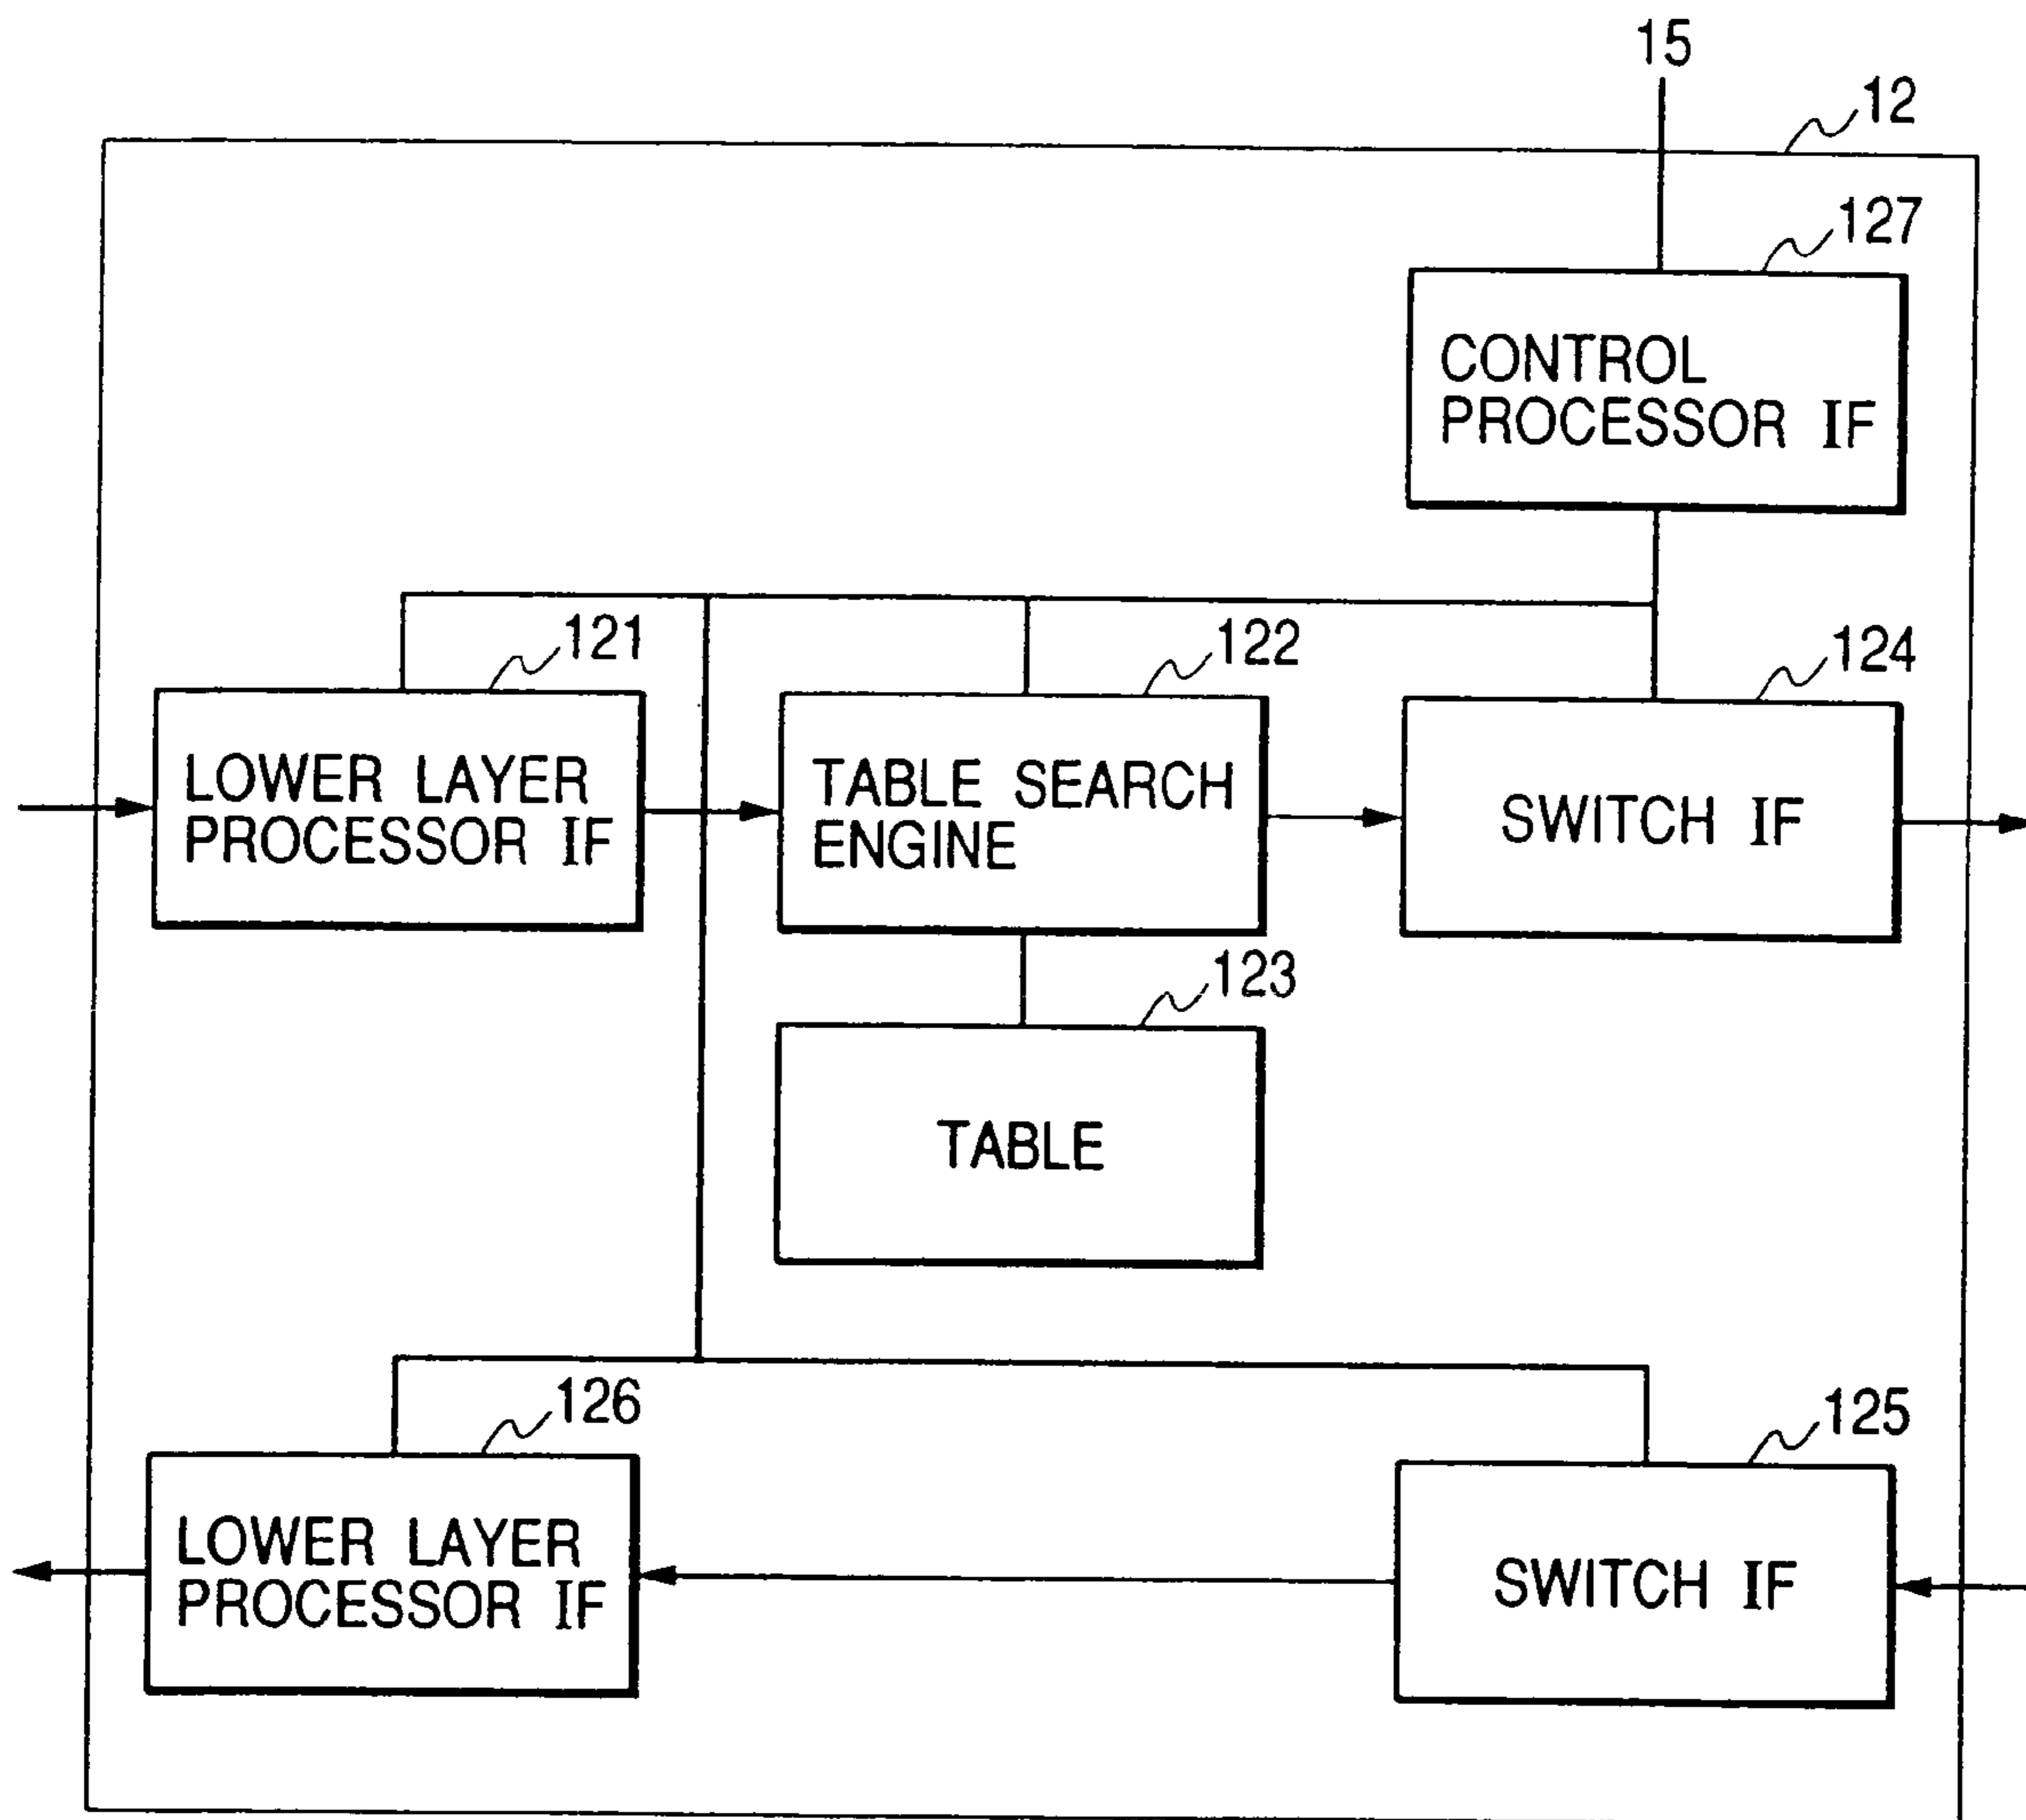 15
12
127
CONTROL
PROCESSOR IF
121
122
124
LOWER LAYER
PROCESSOR IF
TABLE SEARCH
ENGINE
SWITCH IF
123
TABLE
126
125
LOWER LAYER
PROCESSOR IF
SWITCH IF